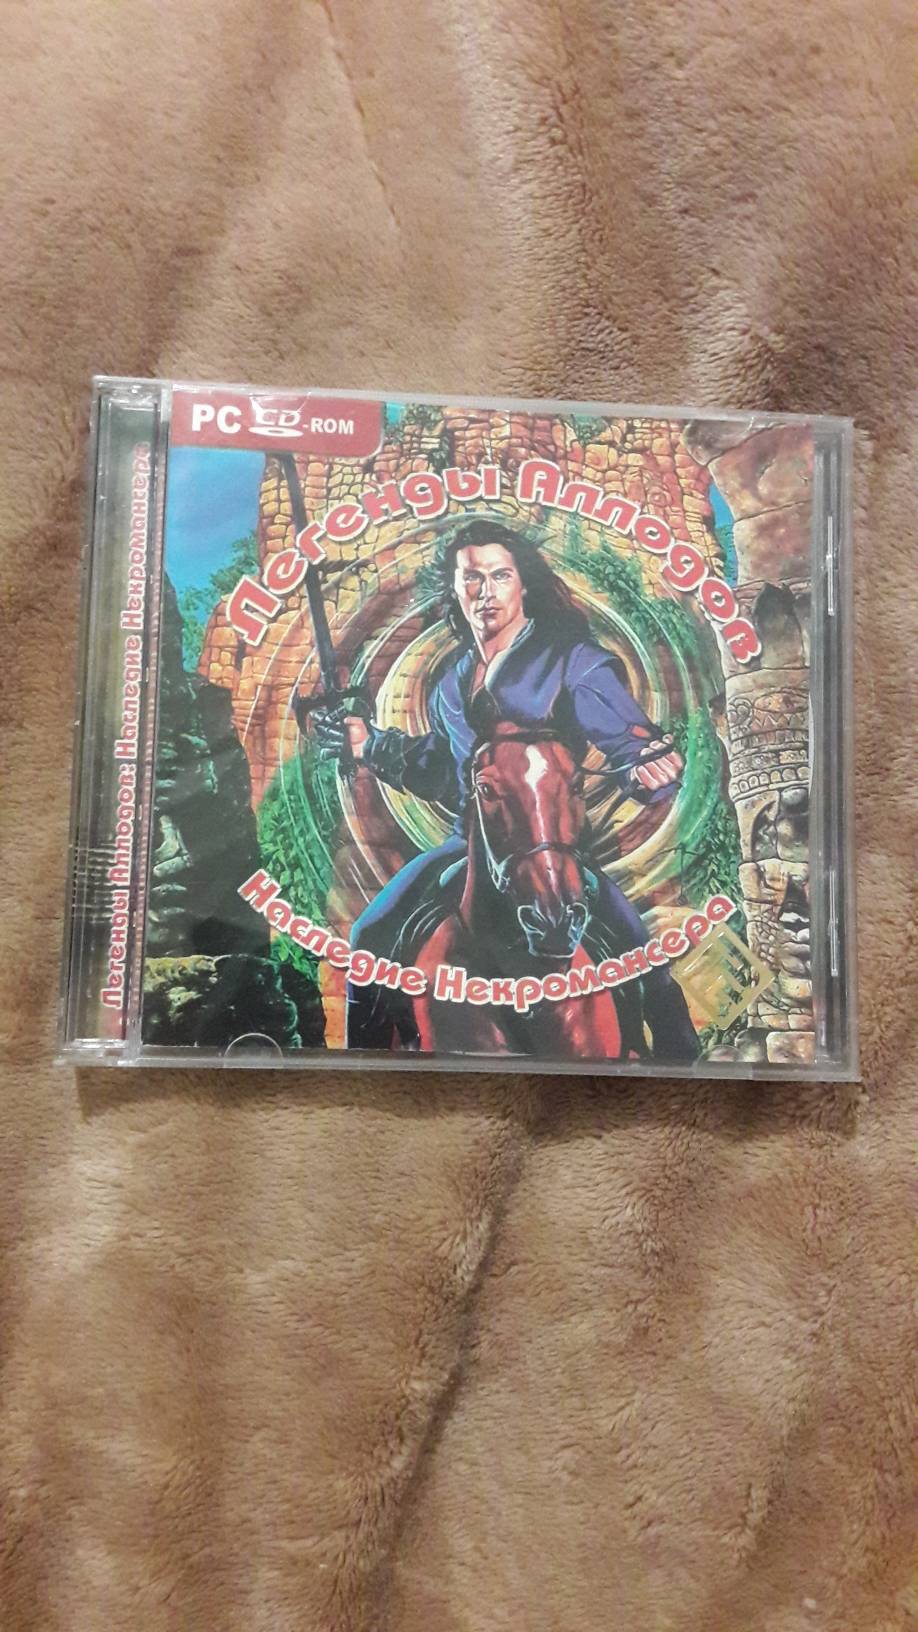 PC CD-ROM
Легенды Аллодов
Наследие Некромансера
Легенды Аллодов: Наследие Некромансера